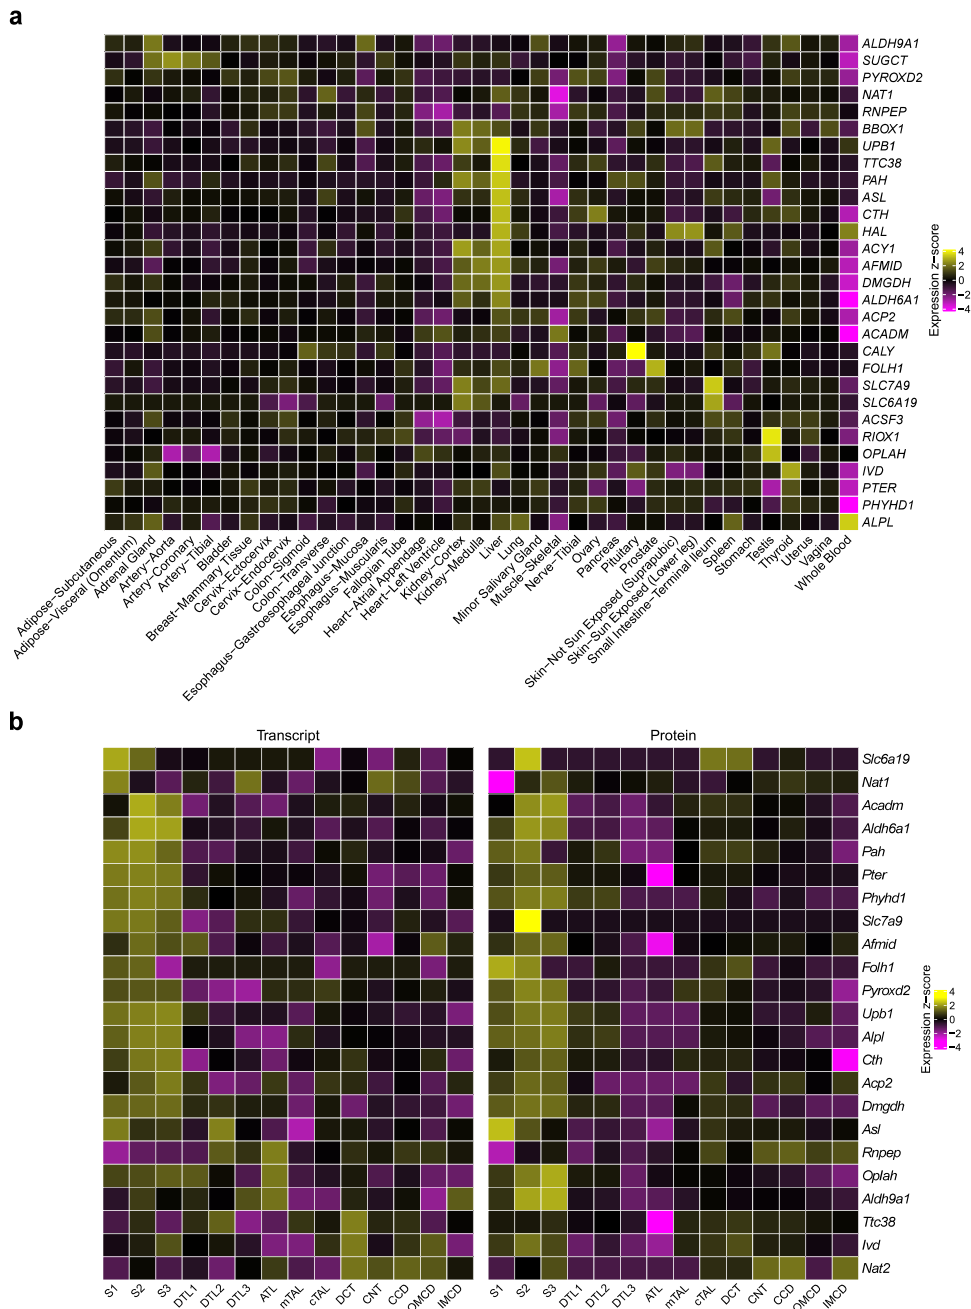 a
ALDH9A1
SUGCT
PYROXD2
NAT1
RNPEP
BBOX1
UPB1
TTC38
PAH
ASL
CTH
HAL
ACY1
AFMID
DMGDH
ALDH6A1
ACP2
ACADM
CALY
FOLH1
SLC7A9
SLC6A19
ACSF3
RIOX1
OPLAH
IVD
PTER
PHYHD1
ALPL
Expression z−score
4
2
0
−2
−4
Adipose−Subcutaneous
Adipose−Visceral (Omentum)
Adrenal Gland
Artery−Aorta
Artery−Coronary
Artery−Tibial
Bladder
Breast−Mammary Tissue
Cervix−Ectocervix
Cervix−Endocervix
Colon−Sigmoid
Colon−Transverse
Esophagus−Gastroesophageal Junction
Esophagus−Mucosa
Esophagus−Muscularis
Fallopian Tube
Heart−Atrial Appendage
Heart−Left Ventricle
Kidney−Cortex
Kidney−Medulla
Liver
Lung
Minor Salivary Gland
Muscle−Skeletal
Nerve−Tibial
Ovary
Pancreas
Pituitary
Prostate
Skin−Not Sun Exposed (Suprapubic)
Skin−Sun Exposed (Lower leg)
Small Intestine−Terminal Ileum
Spleen
Stomach
Testis
Thyroid
Uterus
Vagina
Whole Blood
b
Transcript
Protein
Slc6a19
Nat1
Acadm
Aldh6a1
Pah
Pter
Phyhd1
Slc7a9
Afmid
Folh1
Pyroxd2
Upb1
Alpl
Cth
Acp2
Dmgdh
Asl
Rnpep
Oplah
Aldh9a1
Ttc38
Ivd
Nat2
Expression z−score
4
2
0
−2
−4
S1 S2 S3 DTL1 DTL2 DTL3 ATL mTAL cTAL DCT CNT CCD OMCD IMCD
S1 S2 S3 DTL1 DTL2 DTL3 ATL mTAL cTAL DCT CNT CCD OMCD IMCD